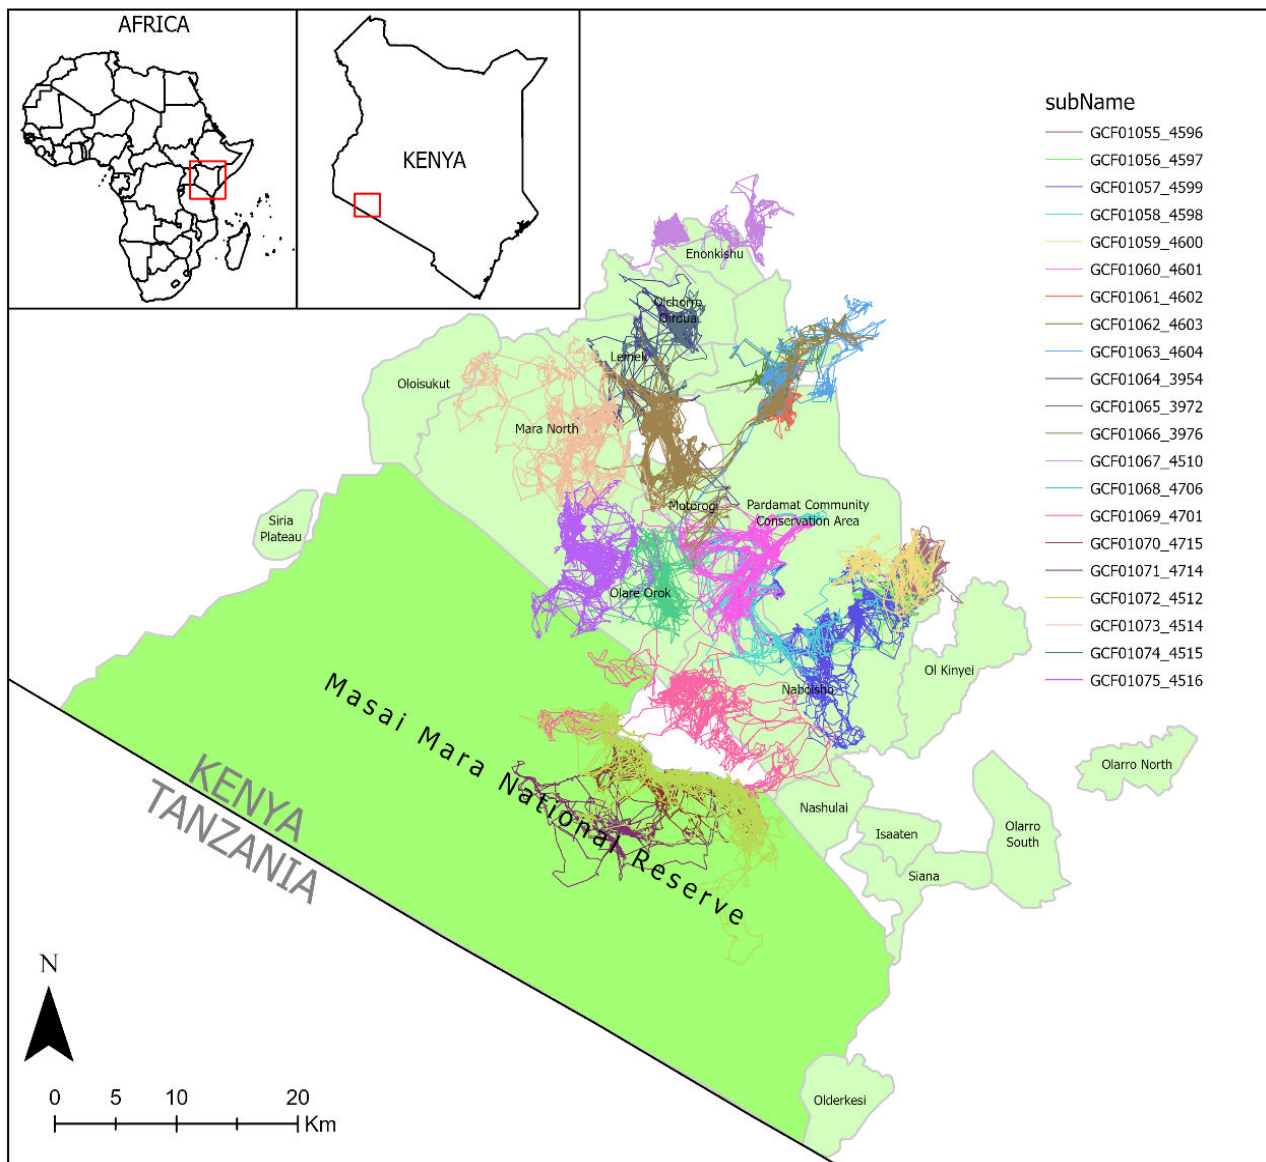 AFRICA
KENYA
subName
GCF01055_4596
GCF01056_4597
GCF01057_4599
GCF01058_4598
GCF01059_4600
GCF01060_4601
GCF01061_4602
GCF01062_4603
GCF01063_4604
GCF01064_3954
GCF01065_3972
GCF01066_3976
GCF01067_4510
GCF01068_4706
GCF01069_4701
GCF01070_4715
GCF01071_4714
GCF01072_4512
GCF01073_4514
GCF01074_4515
GCF01075_4516
Enonkishu
Olchorro
Oiroua
Lemek
Oloisukut
Mara North
Motorogi
Pardamat Community
Conservation Area
Siria
Plateau
Olare Orok
Ol Kinyei
Naboisho
Masai Mara National Reserve
KENYA
TANZANIA
Olarro North
Nashulai
Isaaten
Olarro
South
Siana
Olderkesi
N
0 5 10 20
Km